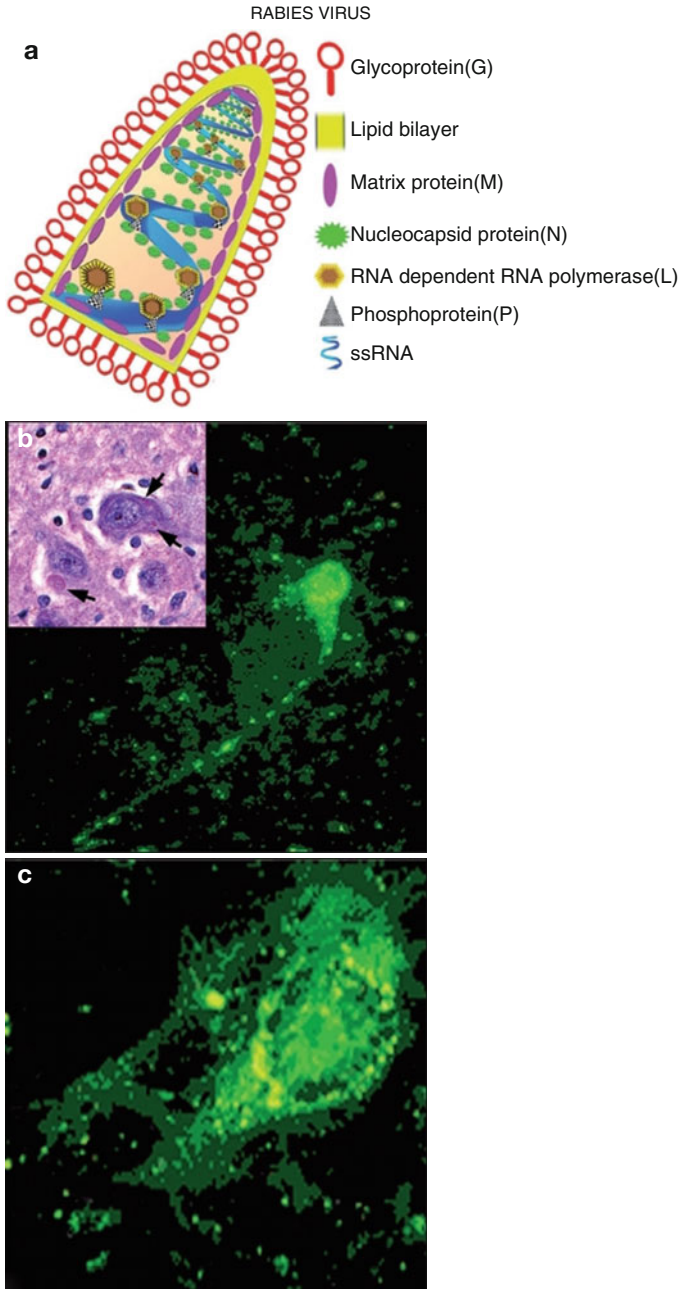 RABIES VIRUS
a
Glycoprotein(G)
Lipid bilayer
Matrix protein(M)
Nucleocapsid protein(N)
RNA dependent RNA polymerase(L)
Phosphoprotein(P)
ssRNA
b
c